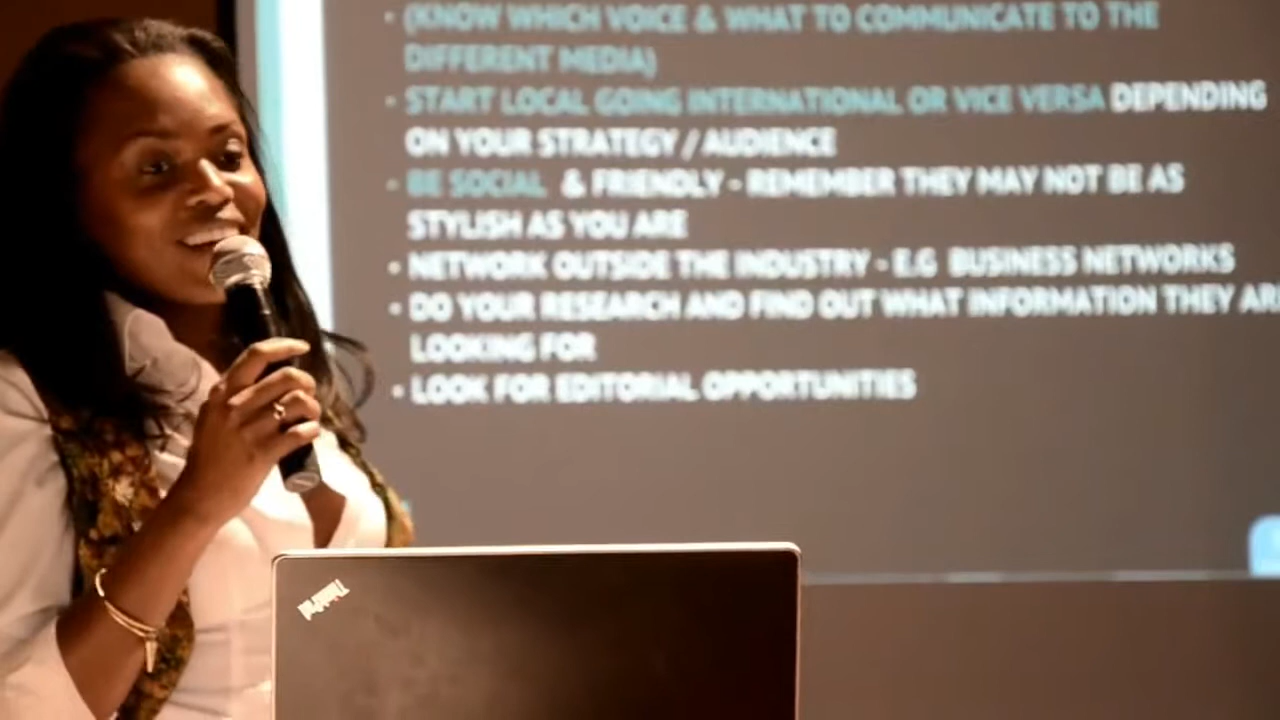 (KNOW WHICH VOICE & WHAT TO COMMUNICATE TO THE
DIFFERENT MEDIA)
START LOCAL GOING INTERNATIONAL OR VICE VERSA DEPENDING
ON YOUR STRATEGY / AUDIENCE
BE SOCIAL & FRIENDLY - REMEMBER THEY MAY NOT BE AS
STYLISH AS YOU ARE
NETWORK OUTSIDE THE INDUSTRY - E.G BUSINESS NETWORKS
DO YOUR RESEARCH AND FIND OUT WHAT INFORMATION THEY AR
LOOKING FOR
LOOK FOR EDITORIAL OPPORTUNITIES
ThinkPad